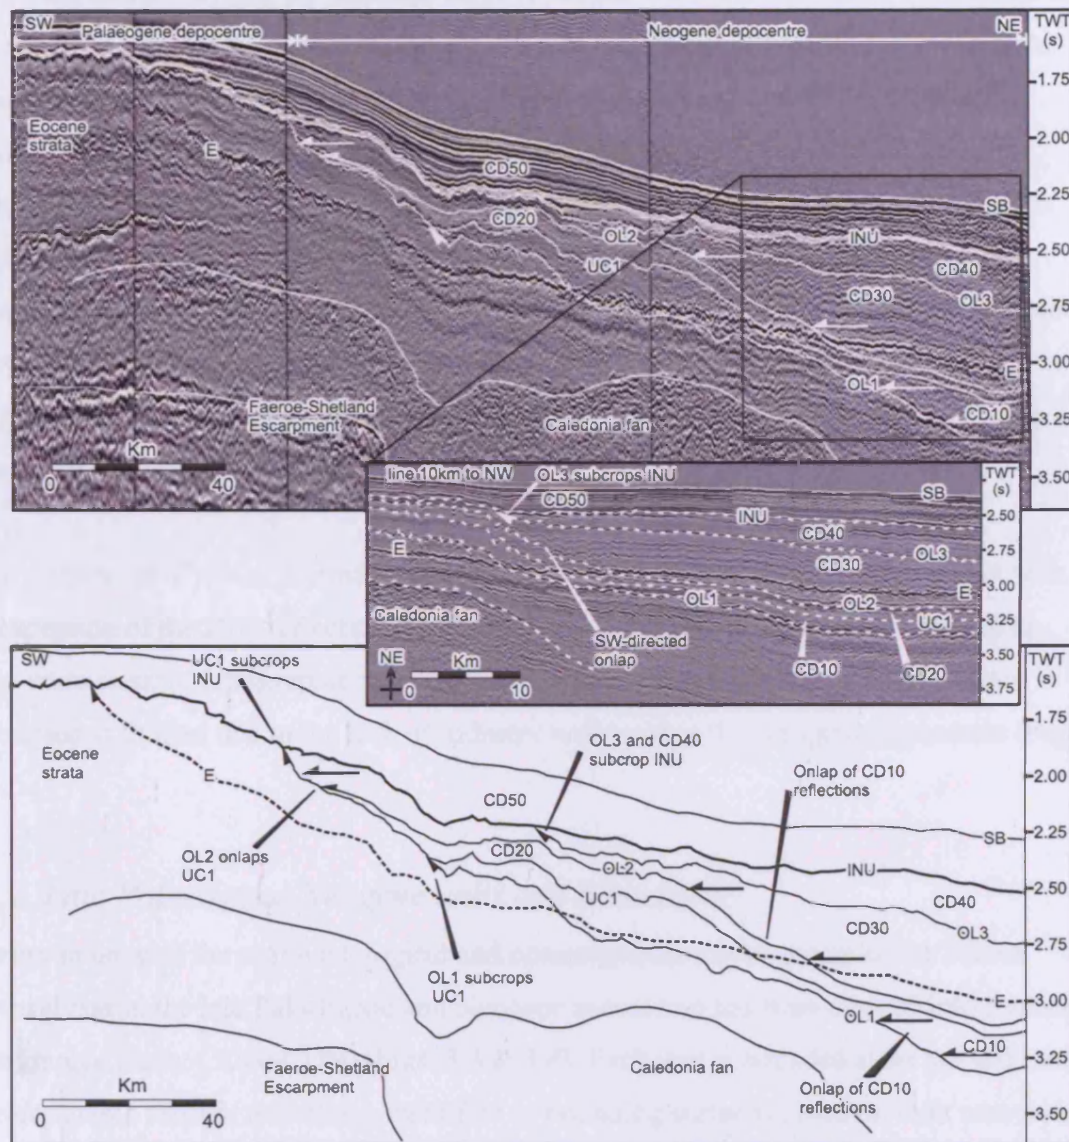 SW
Palaeogene depocentre
Neogene depocentre
NE
TWT
(s)
1.75
2.00
2.25
2.50
2.75
3.00
3.25
3.50
Eocene
strata
E
CD50
SB
CD20
OL2
INU
UC1
CD40
CD30
OL3
E
OL1
CD10
Faeroe-Shetland
Escarpment
Caledonia fan
Km
0 40
line 10km to NW
OL3 subcrops INU
TWT
(s)
CD50
SB
INU
2.50
CD40
OL3
2.75
E
CD30
3.00
E
OL1
OL2
UC1
3.25
Caledonia fan
SW-directed
onlap
CD10
CD20
3.50
3.75
NE
Km
0 10
SW
UC1 subcrops
INU
TWT
(s)
1.75
2.00
2.25
2.50
2.75
3.00
3.25
3.50
Eocene
strata
E
OL3 and CD40
subcrop INU
Onlap of CD10
reflections
CD50
SB
OL2 onlaps
UC1
CD20
OL2
INU
UC1
CD40
CD30
OL3
OL1 subcrops
UC1
E
OL1
CD10
Faeroe-Shetland
Escarpment
Caledonia fan
Onlap of CD10
reflections
Km
0 40